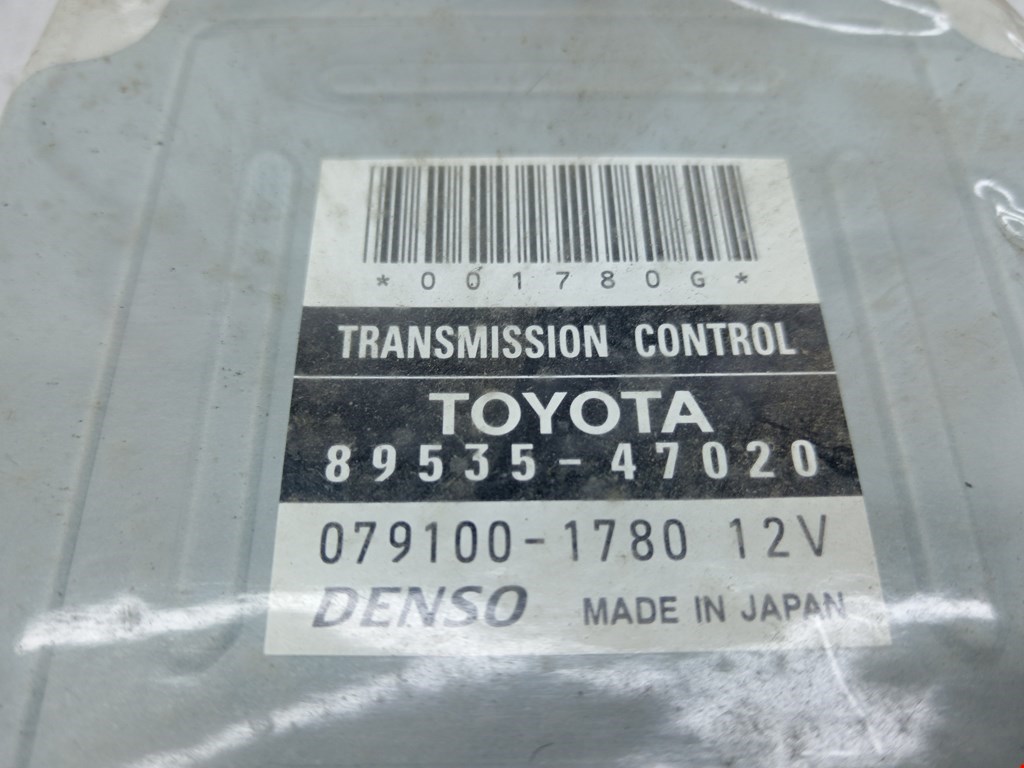 *001780G*
TRANSMISSION CONTROL
TOYOTA
89535-47020
079100-1780 12V
DENSO MADE IN JAPAN